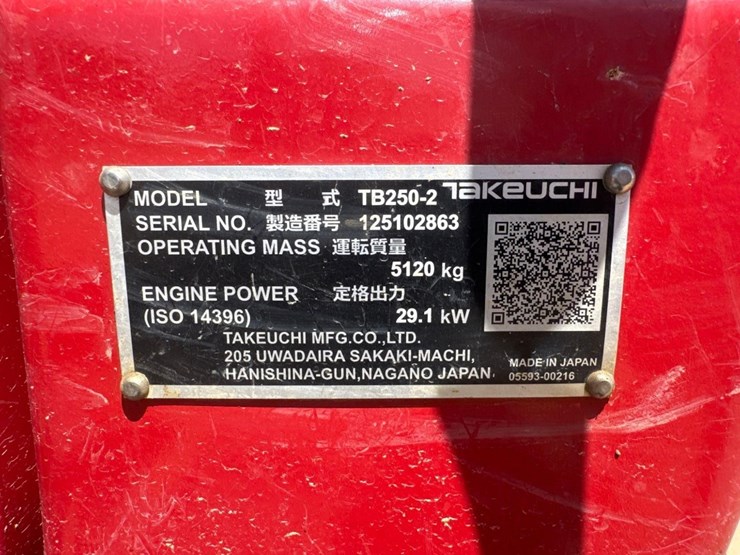 MODEL 型 式 TB250-2 TAKEUCHI
SERIAL NO. 製造番号 125102863
OPERATING MASS 運転質量
5120 kg
ENGINE POWER 定格出力
(ISO 14396) 29.1 kW
TAKEUCHI MFG.CO.,LTD.
205 UWADAIRA SAKAKI-MACHI,
HANISHINA-GUN,NAGANO JAPAN
MADE IN JAPAN
05593-00216